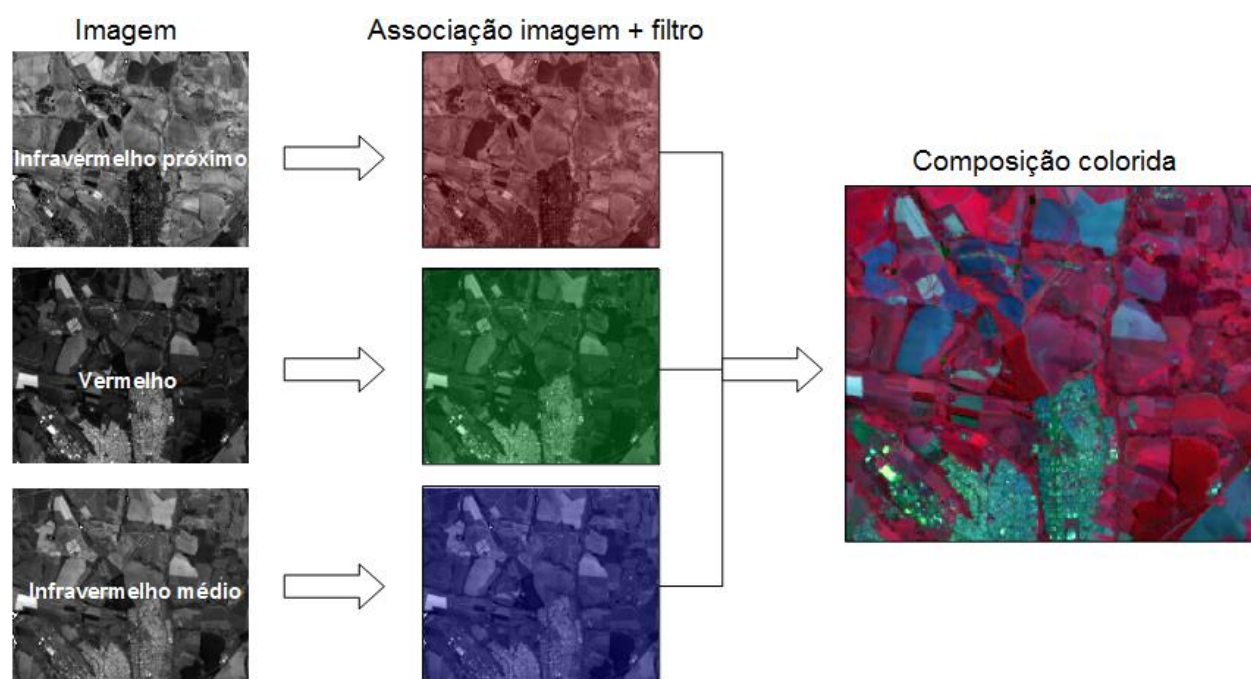 Imagem
Associação imagem + filtro
Infravermelho próximo
Composição colorida
Vermelho
Infravermelho médio